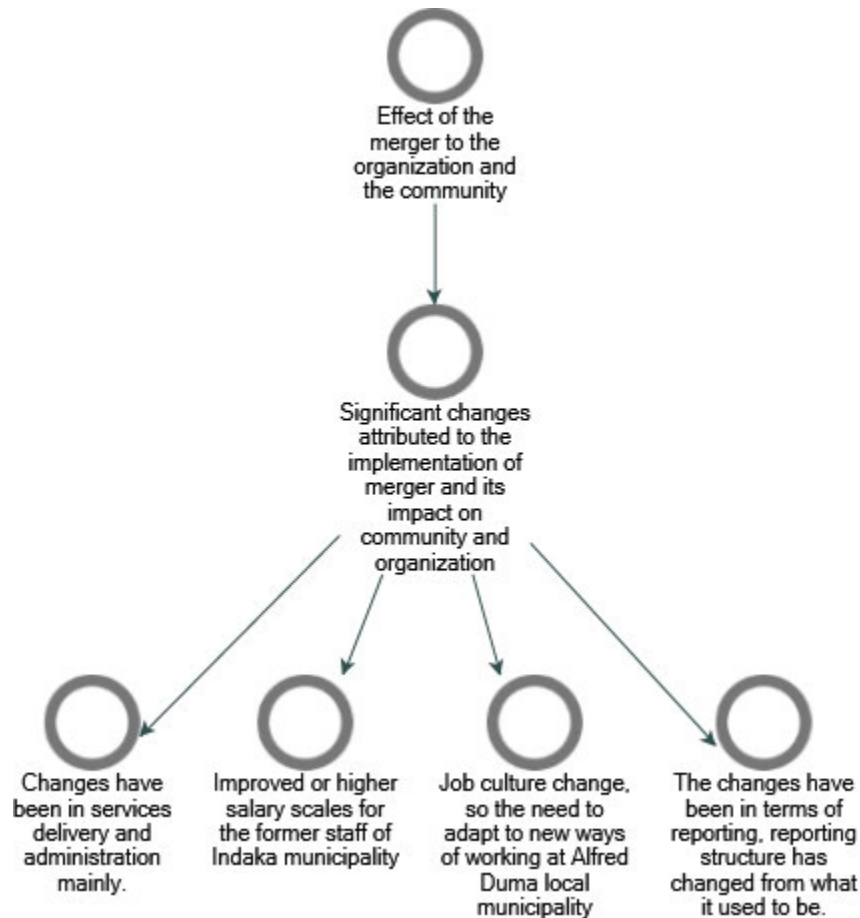 Effect of the
merger to the
organization and
the community
Significant changes
attributed to the
implementation of
merger and its
impact on
community and
organization
Changes have
been in services
delivery and
administration
mainly.
Improved or higher
salary scales for
the former staff of
Indaka municipality
Job culture change,
so the need to
adapt to new ways
of working at Alfred
Duma local
municipality
The changes have
been in terms of
reporting, reporting
structure has
changed from what
it used to be.